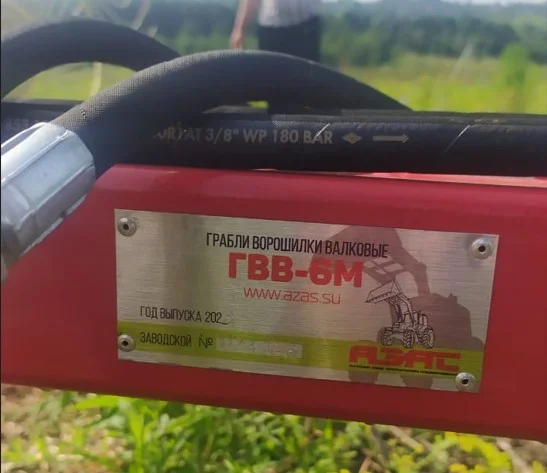 3/8" WP 180 BAR
ГРАБЛИ ВОРОШИЛКИ ВАЛКОВЫЕ
ГВВ-6М
www.azas.su
ГОД ВЫПУСКА 202
ЗАВОДСКОЙ №
АЗАС